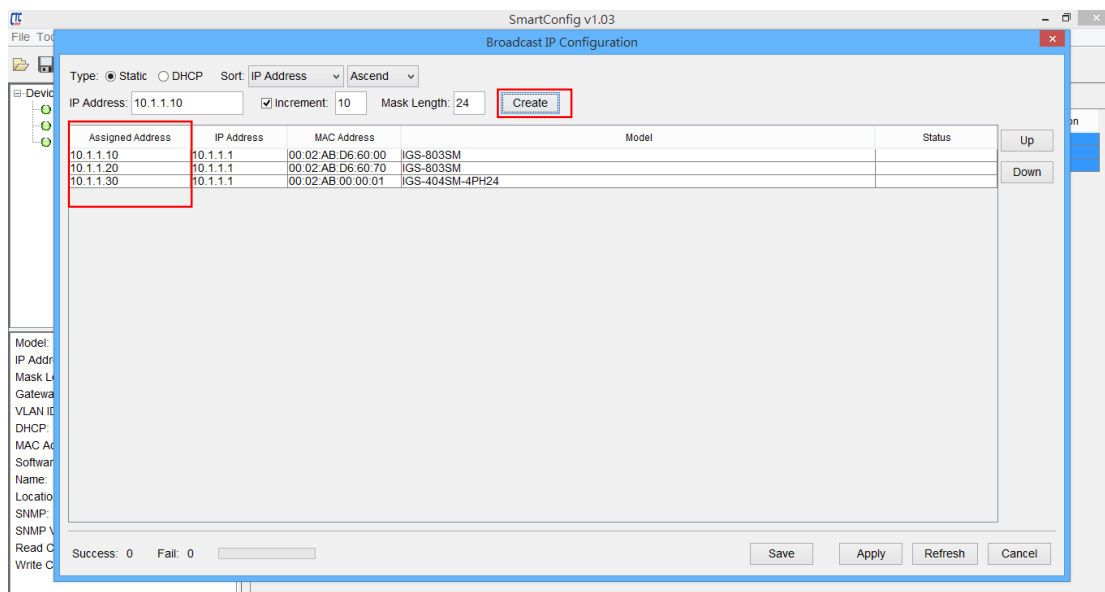 CTC
SmartConfig v1.03
File Too
Broadcast IP Configuration
Type: Static DHCP Sort: IP Address Ascend
IP Address: 10.1.1.10 Increment: 10 Mask Length: 24 Create
Assigned Address IP Address MAC Address Model Status
10.1.1.10 10.1.1.1 00:02:AB:D6:60:00 IGS-803SM
10.1.1.20 10.1.1.1 00:02:AB:D6:60:70 IGS-803SM
10.1.1.30 10.1.1.1 00:02:AB:00:00:01 IGS-404SM-4PH24
Up
Down
Devic
on
Model:
IP Addr
Mask Le
Gatewa
VLAN ID
DHCP:
MAC Ad
Softwar
Name:
Locatio
SNMP:
SNMP V
Read C
Write C
Success: 0 Fail: 0 Save Apply Refresh Cancel